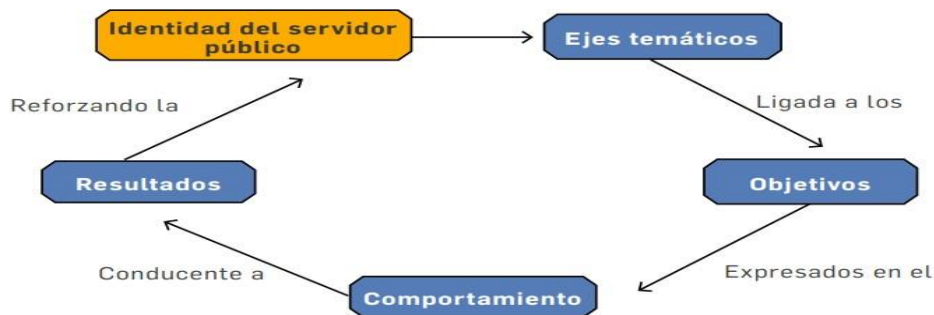 Identidad del servidor
público
Ejes temáticos
Ligada a los
Objetivos
Expresados en el
Comportamiento
Conducente a
Resultados
Reforzando la